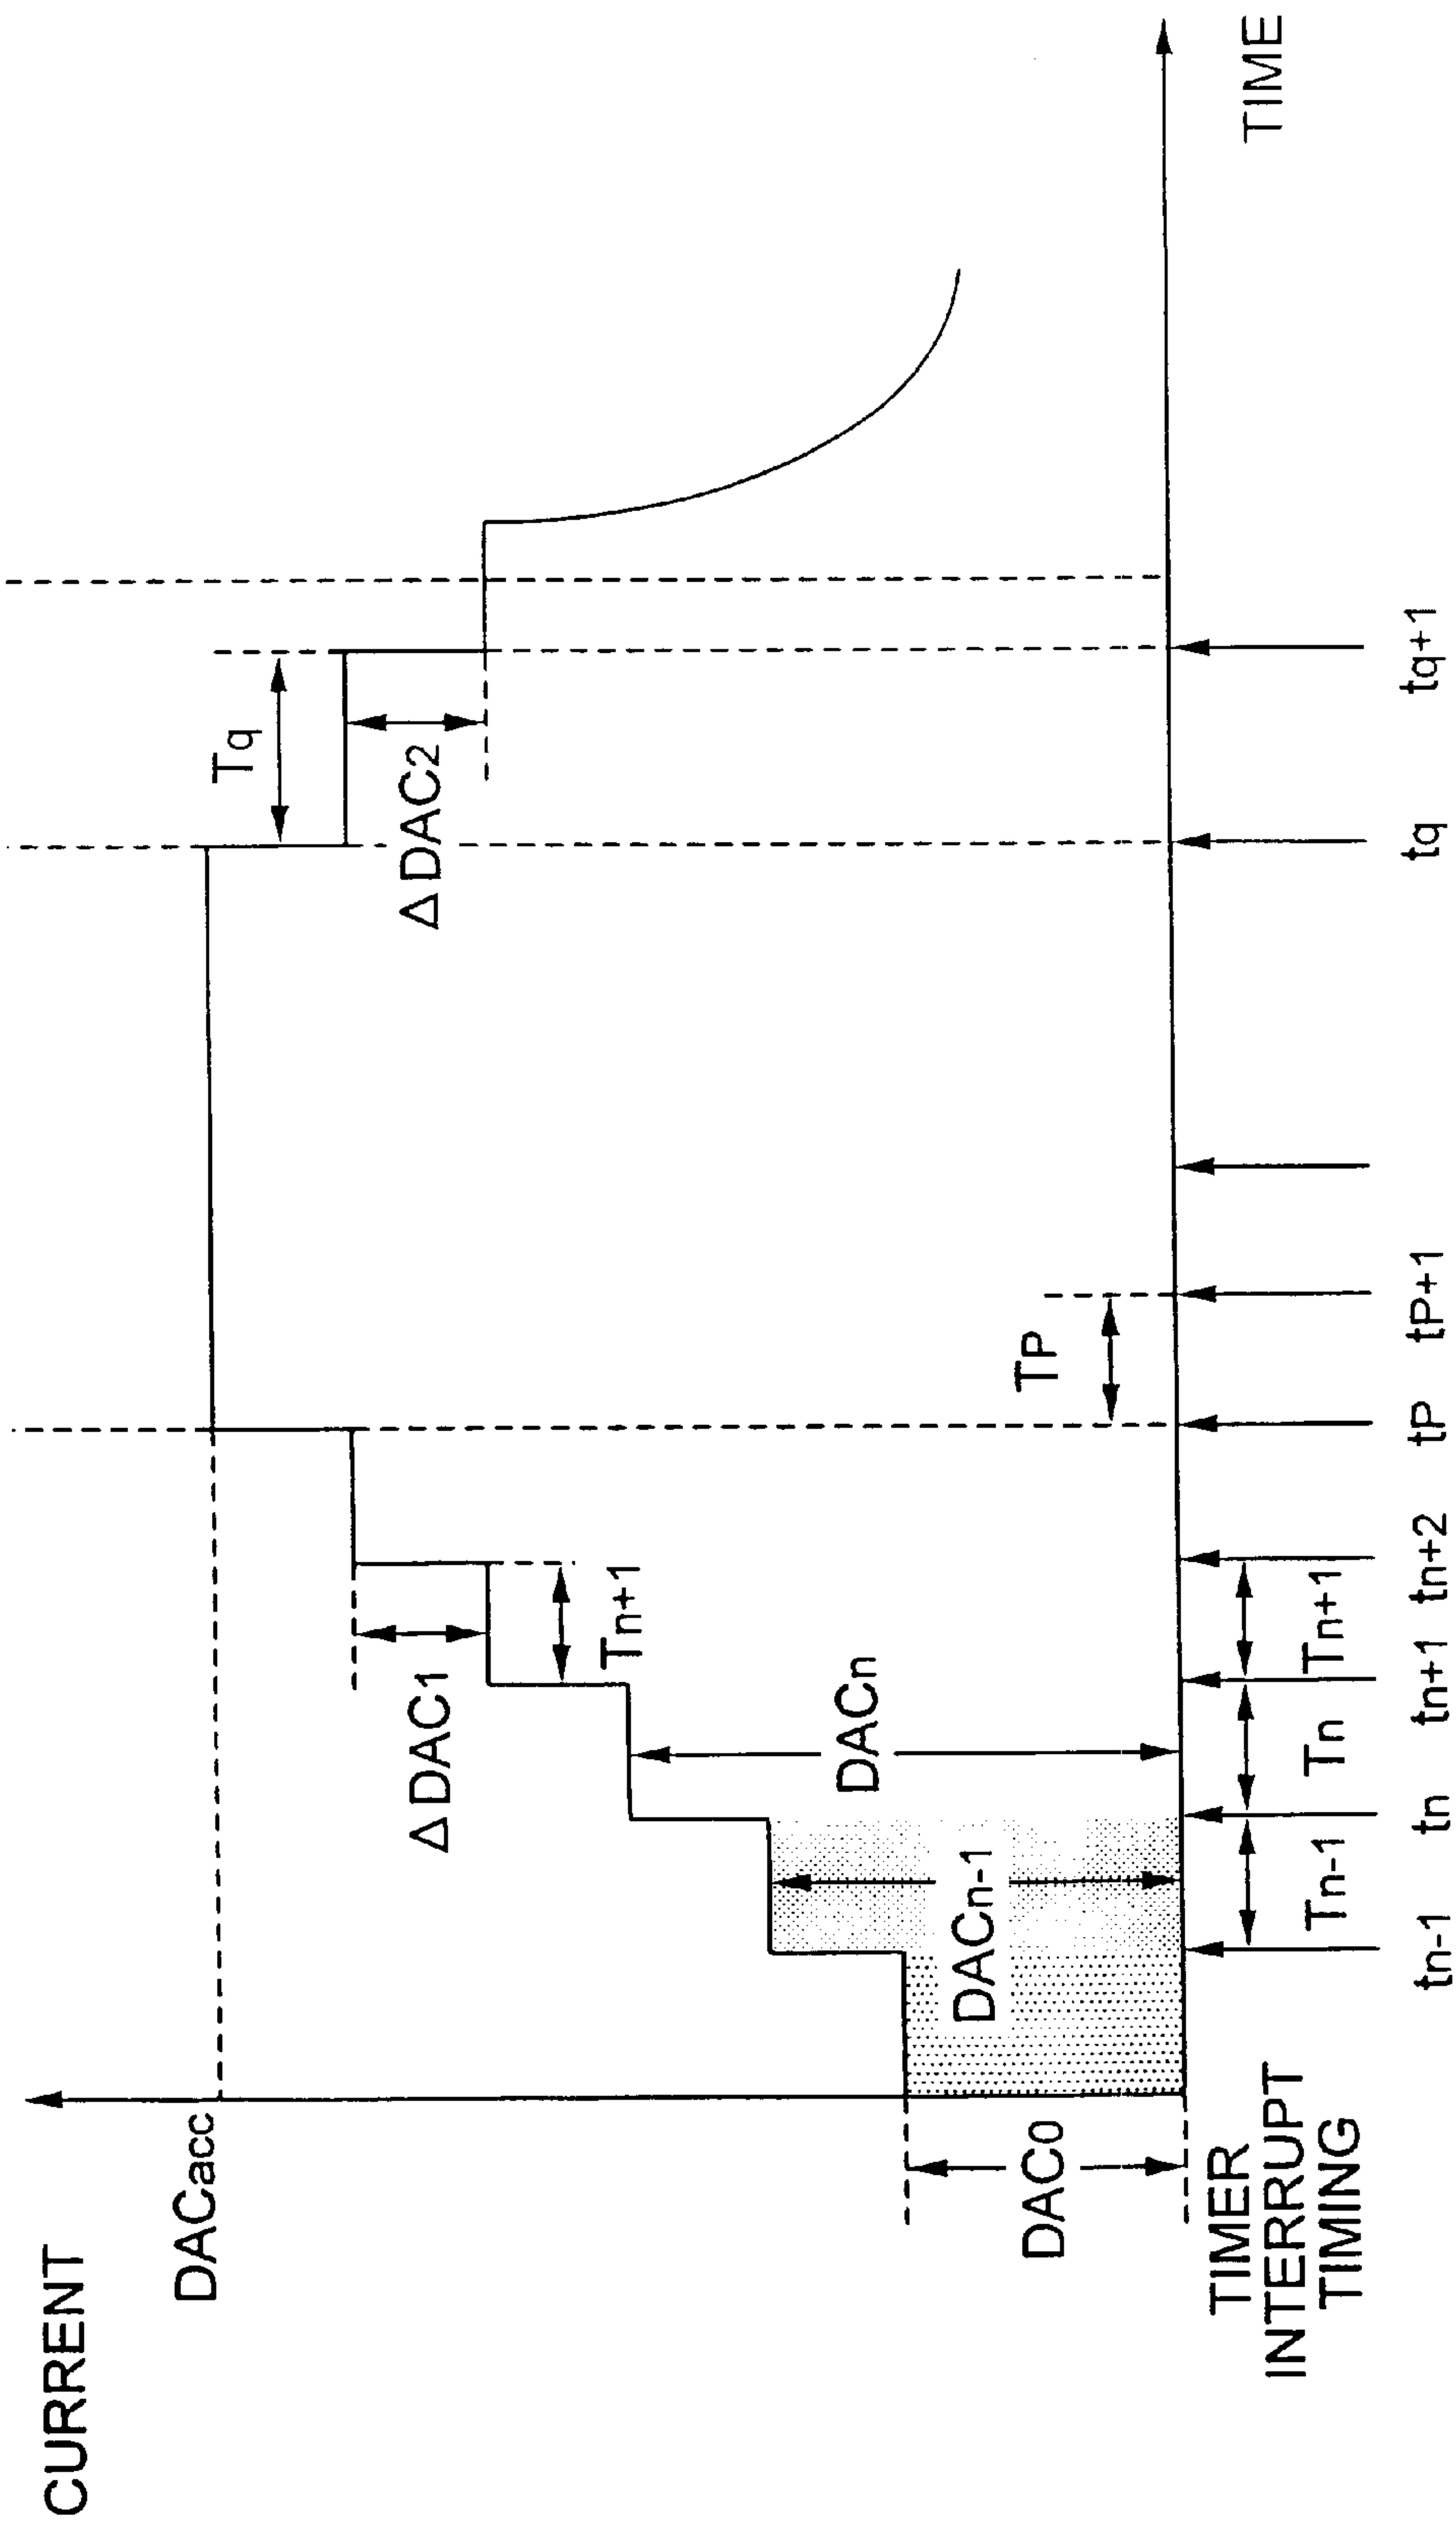 CURRENT
DACacc
Tq
ΔDAC2
ΔDAC1
Tn+1
DACn
DACn-1
DAC0
TP
TIME
TIMER
INTERRUPT
TIMING
Tn-1
Tn
Tn+1
tn-1
tn
tn+1
tn+2
tP
tP+1
tq
tq+1